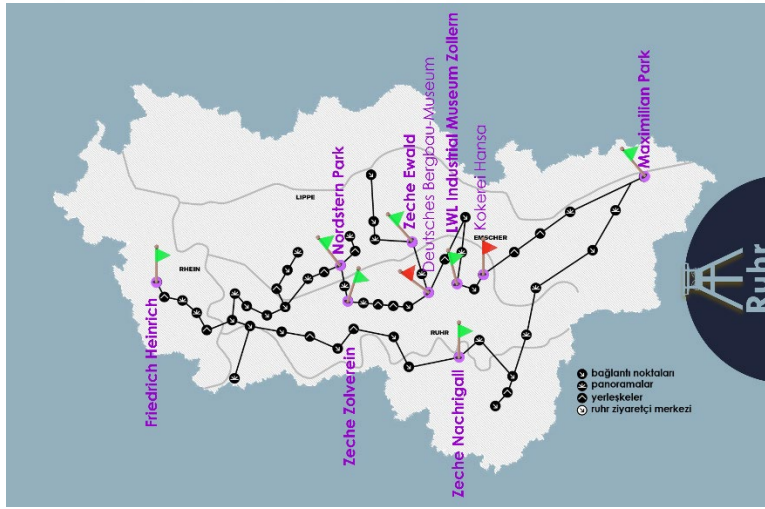 Maximilian Park
LWL Industrial Museum Zollern
Deutsches Bergbau-Museum
Kokerei Hansa
Zeche Ewald
Nordstern Park
LIPPE
EMSCHER
RHEIN
RUHR
Friedrich Heinrich
Zeche Zolverein
Zeche Nachrigall
bağlantı noktaları
panoramalar
yerleşkeler
ruhr ziyaretçi merkezi
Ruhr